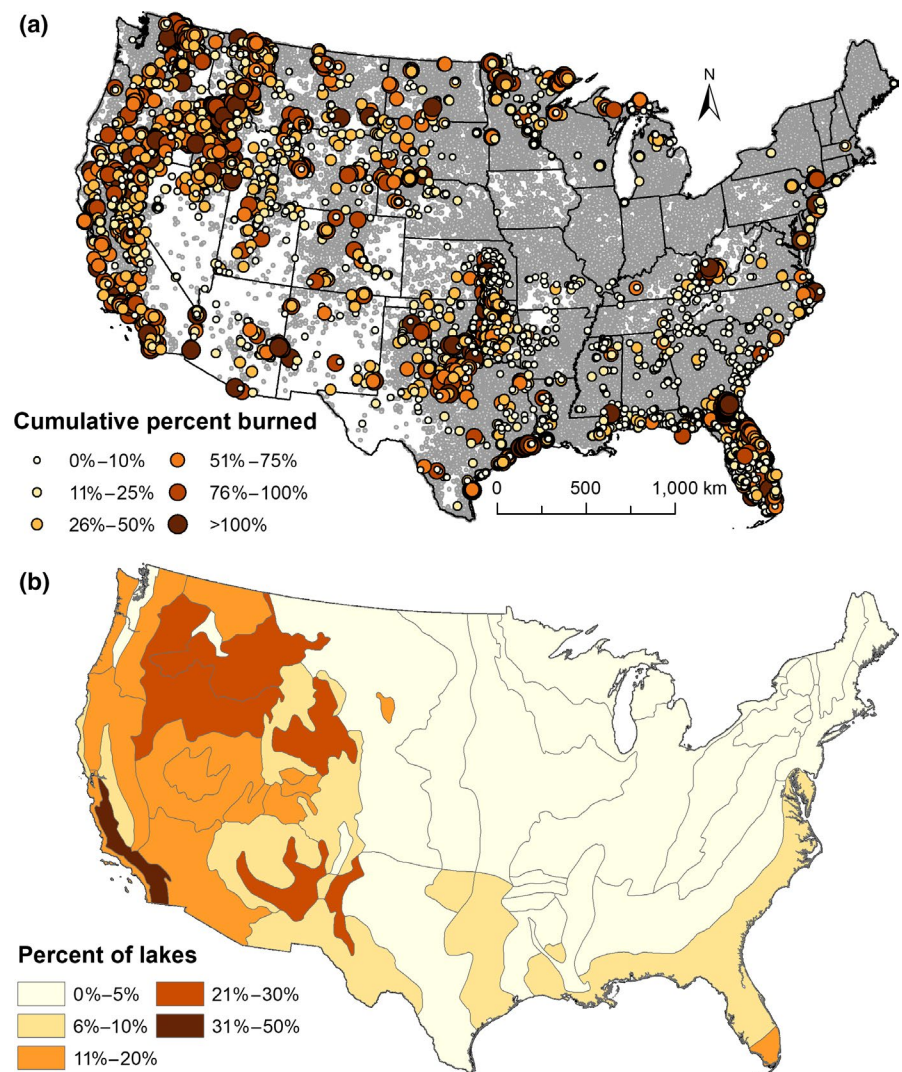 (a)
N
Cumulative percent burned
0%–10%
51%–75%
11%–25%
76%–100%
26%–50%
>100%
0 500 1,000 km
(b)
Percent of lakes
0%–5%
21%–30%
6%–10%
31%–50%
11%–20%